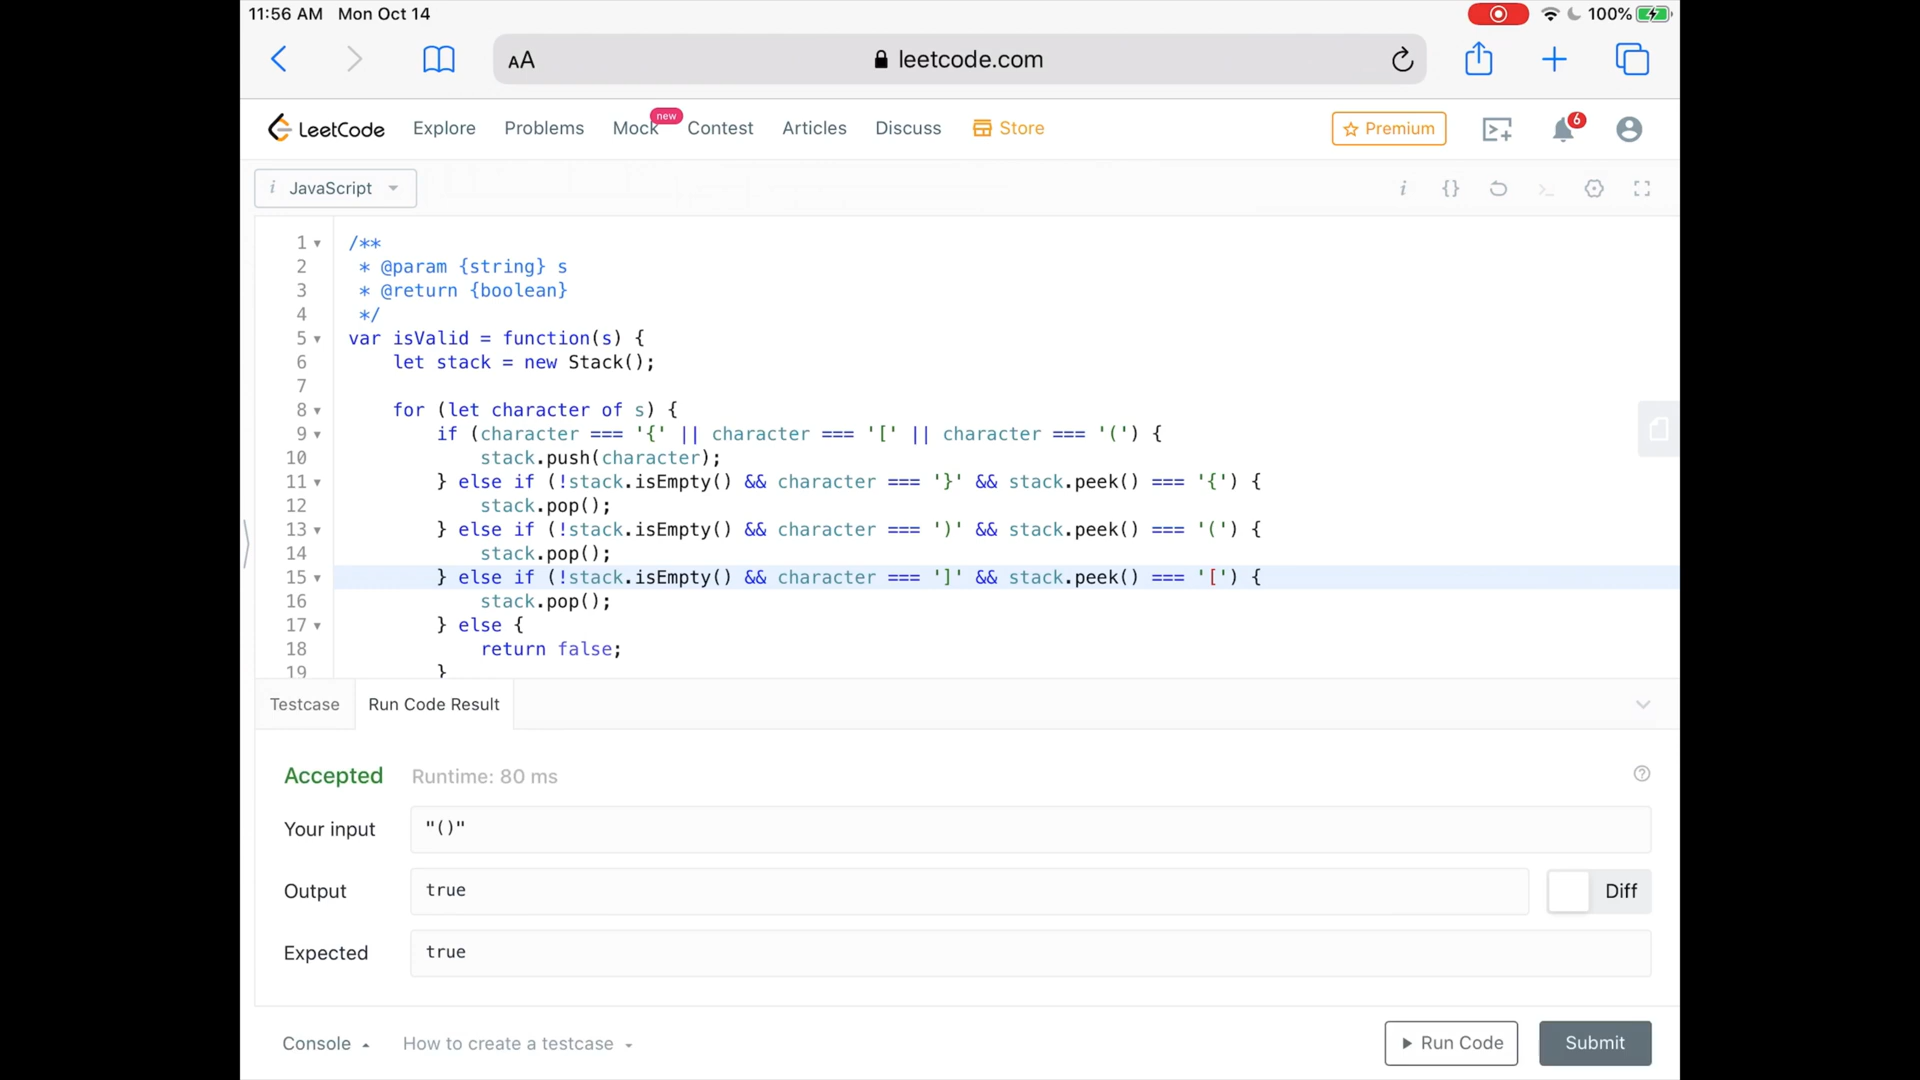 11:56 AM Mon Oct 14
100%
AA leetcode.com
LeetCode Explore Problems Mock new Contest Articles Discuss Store Premium 6
i JavaScript
i {} >_
1 /**
2 * @param {string} s
3 * @return {boolean}
4 */
5 var isValid = function(s) {
6 let stack = new Stack();
7
8 for (let character of s) {
9 if (character === '{' || character === '[' || character === '(') {
10 stack.push(character);
11 } else if (!stack.isEmpty() && character === '}' && stack.peek() === '{') {
12 stack.pop();
13 } else if (!stack.isEmpty() && character === ')' && stack.peek() === '(') {
14 stack.pop();
15 } else if (!stack.isEmpty() && character === ']' && stack.peek() === '[') {
16 stack.pop();
17 } else {
18 return false;
19 }
Testcase Run Code Result
Accepted Runtime: 80 ms
Your input "()"
Output true Diff
Expected true
Console How to create a testcase Run Code Submit